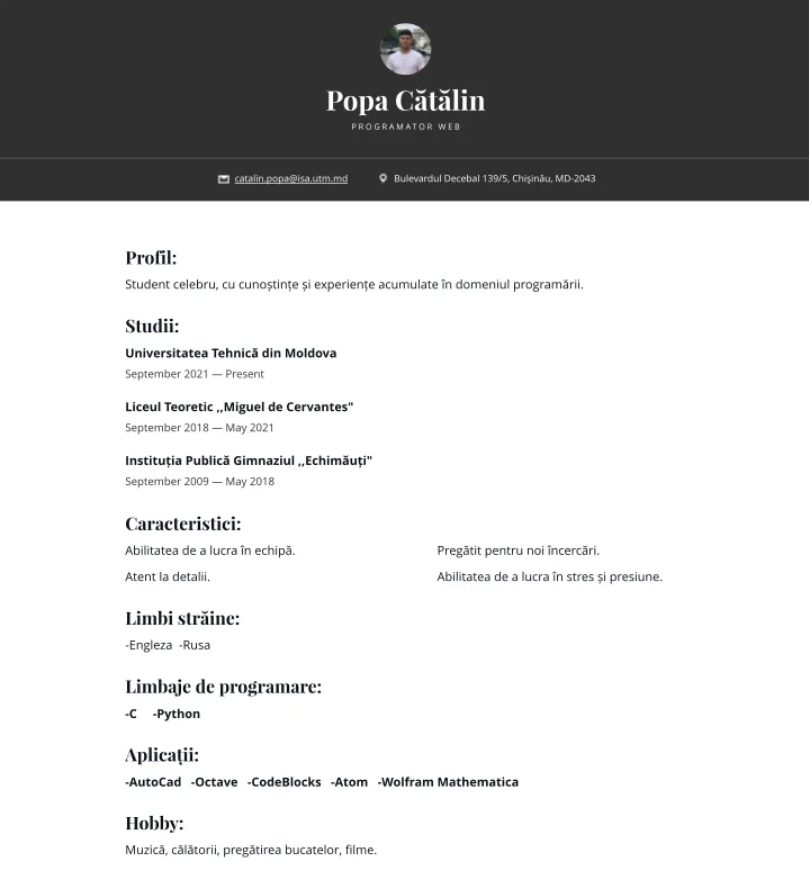 Popa Cătălin
PROGRAMATOR WEB
catalin.popa@isa.utm.md Bulevardul Decebal 139/5, Chișinău, MD-2043
Profil:
Student celebru, cu cunoștințe și experiențe acumulate în domeniul programării.
Studii:
Universitatea Tehnică din Moldova
September 2021 — Present
Liceul Teoretic ,,Miguel de Cervantes"
September 2018 — May 2021
Instituția Publică Gimnaziul ,,Echimăuți"
September 2009 — May 2018
Caracteristici:
Abilitatea de a lucra în echipă. Pregătit pentru noi încercări.
Atent la detalii. Abilitatea de a lucra în stres și presiune.
Limbi străine:
-Engleza -Rusa
Limbaje de programare:
-C -Python
Aplicații:
-AutoCad -Octave -CodeBlocks -Atom -Wolfram Mathematica
Hobby:
Muzică, călătorii, pregătirea bucatelor, filme.